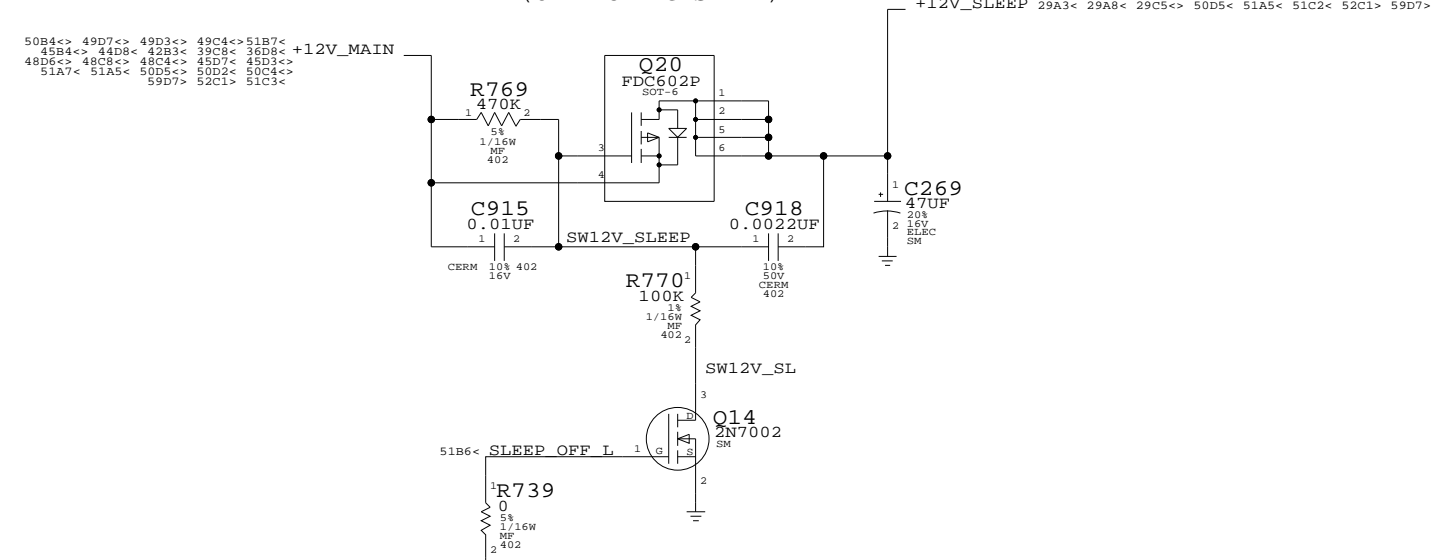 +12V_SLEEP 29A3< 29A8< 29C5<> 50D5< 51A5< 51C2< 52C1> 59D7>
50B4<> 49D7<> 49D3<> 49C4<>51B7<
45B4<> 44D8< 42B3< 39C8< 36D8<
+12V_MAIN
48D6<> 48C8<> 48C4<> 45D7< 45D3<>
51A7< 51A5< 50D5<> 50D2< 50C4<>
59D7> 52C1> 51C3<
Q20
FDC602P
SOT-6
R769
470K
1 2
5%
1/16W
MF
402
3
4
1
2
5
6
C915
0.01UF
1 2
CERM 10% 402
16V
SW12V_SLEEP
C918
0.0022UF
1 2
10%
50V
CERM
402
1
+
C269
47UF
20%
16V
ELEC
SM
2
R770
1
100K
1%
1/16W
MF
402
2
SW12V_SL
3
D
Q14
2N7002
SM
G
S
2
51B6< SLEEP_OFF_L 1
1
R739
0
5%
1/16W
MF
402
2